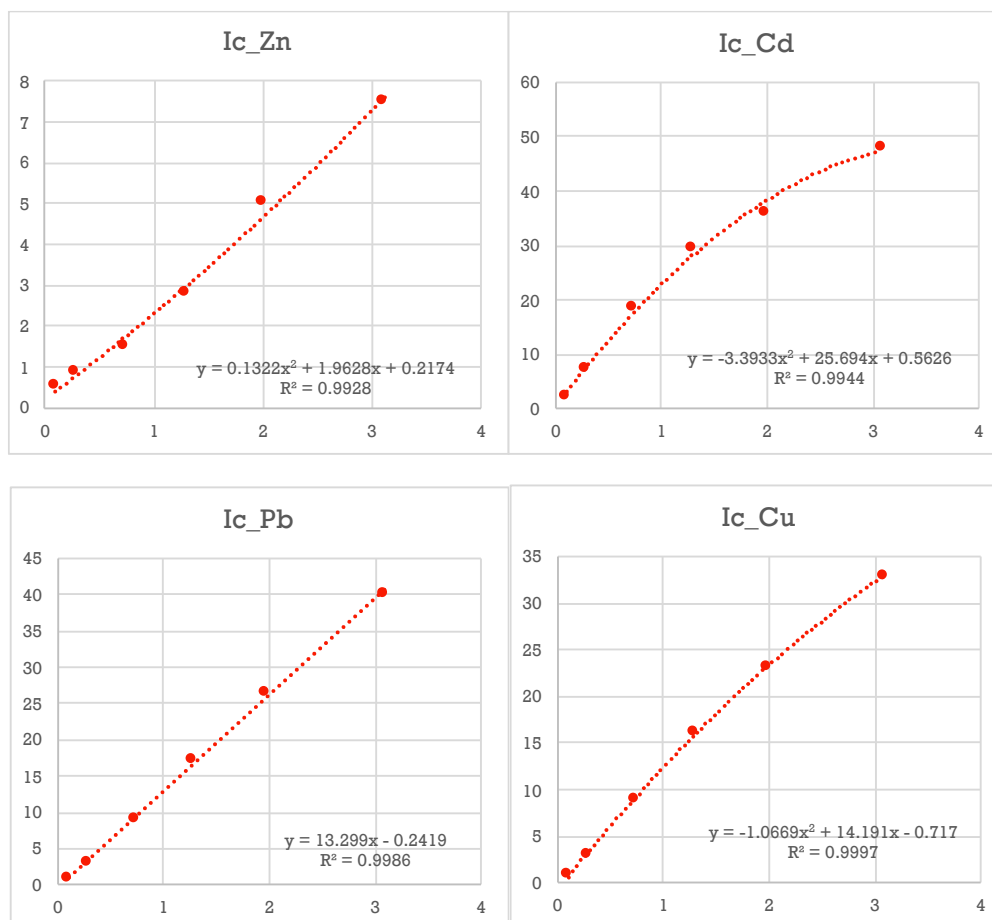 Ic_Zn
8
7
6
5
4
3
2
1
0
y = 0.1322x² + 1.9628x + 0.2174
R² = 0.9928
0 1 2 3 4
Ic_Cd
60
50
40
30
20
10
0
y = -3.3933x² + 25.694x + 0.5626
R² = 0.9944
0 1 2 3 4
Ic_Pb
45
40
35
30
25
20
15
10
5
0
y = 13.299x - 0.2419
R² = 0.9986
0 1 2 3 4
Ic_Cu
35
30
25
20
15
10
5
0
y = -1.0669x² + 14.191x - 0.717
R² = 0.9997
0 1 2 3 4